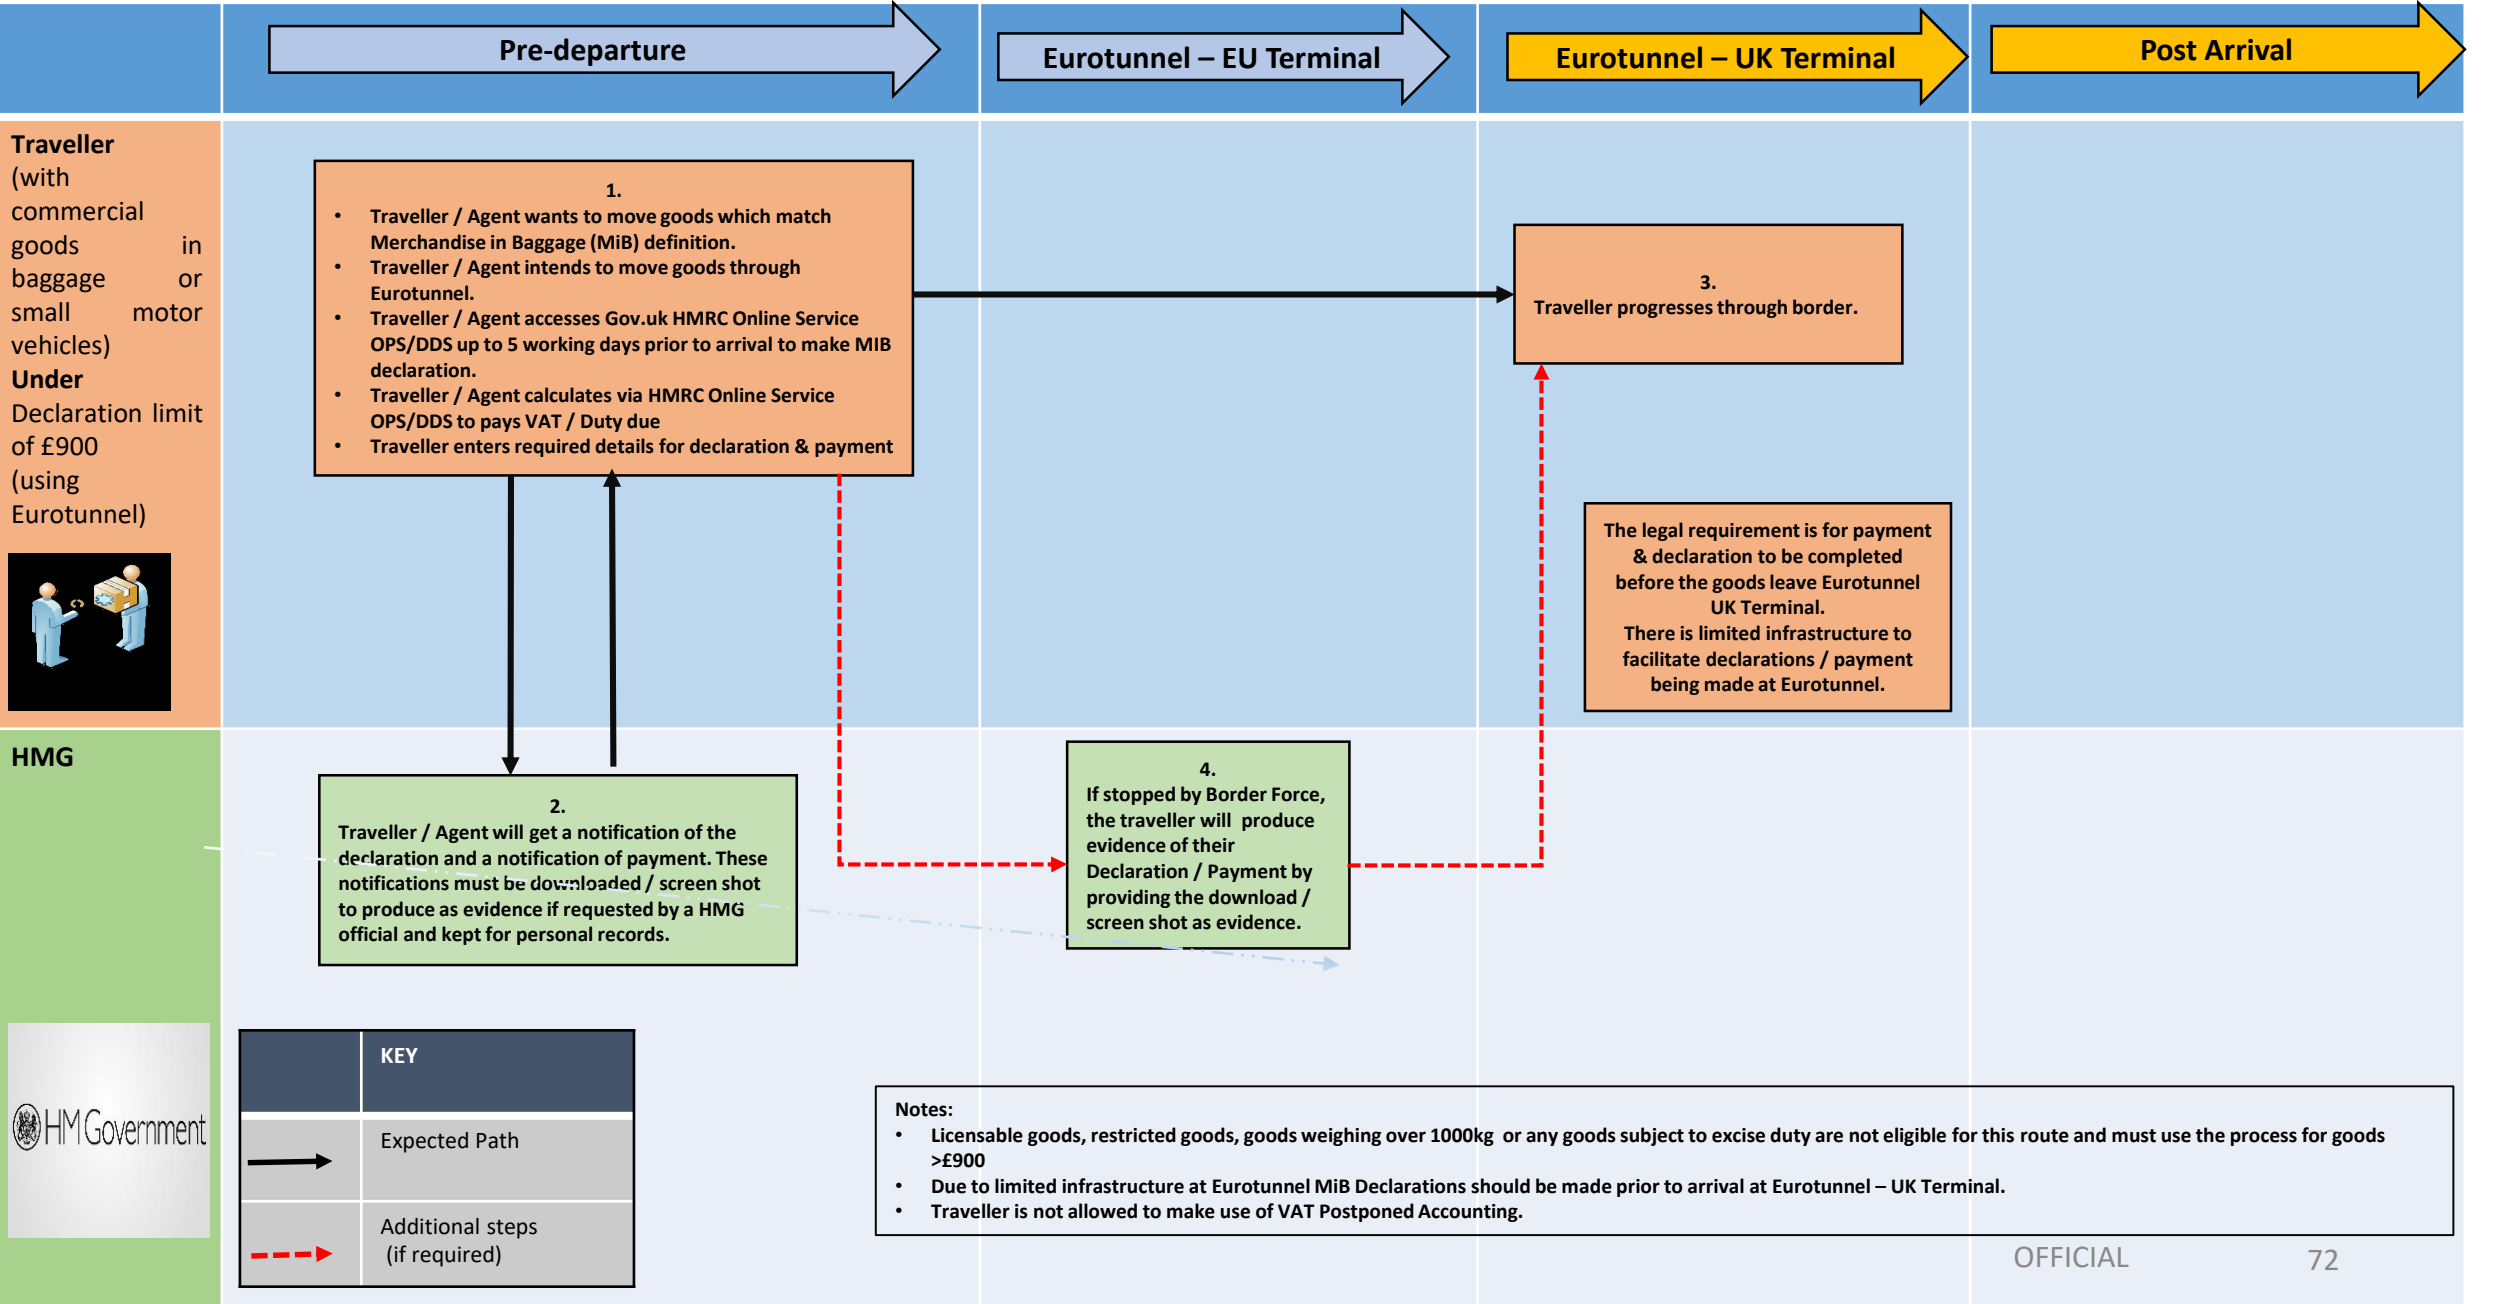 Pre-departure
Eurotunnel – EU Terminal
Eurotunnel – UK Terminal
Post Arrival
Traveller
(with
commercial
goods in
baggage or
small motor
vehicles)
Under
Declaration limit
of £900
(using
Eurotunnel)
1.
• Traveller / Agent wants to move goods which match
Merchandise in Baggage (MiB) definition.
• Traveller / Agent intends to move goods through
Eurotunnel.
• Traveller / Agent accesses Gov.uk HMRC Online Service
OPS/DDS up to 5 working days prior to arrival to make MIB
declaration.
• Traveller / Agent calculates via HMRC Online Service
OPS/DDS to pays VAT / Duty due
• Traveller enters required details for declaration & payment
3.
Traveller progresses through border.
The legal requirement is for payment
& declaration to be completed
before the goods leave Eurotunnel
UK Terminal.
There is limited infrastructure to
facilitate declarations / payment
being made at Eurotunnel.
HMG
2.
Traveller / Agent will get a notification of the
declaration and a notification of payment. These
notifications must be downloaded / screen shot
to produce as evidence if requested by a HMG
official and kept for personal records.
4.
If stopped by Border Force,
the traveller will produce
evidence of their
Declaration / Payment by
providing the download /
screen shot as evidence.
HM Government
KEY
Expected Path
Additional steps
(if required)
Notes:
• Licensable goods, restricted goods, goods weighing over 1000kg or any goods subject to excise duty are not eligible for this route and must use the process for goods
>£900
• Due to limited infrastructure at Eurotunnel MiB Declarations should be made prior to arrival at Eurotunnel – UK Terminal.
• Traveller is not allowed to make use of VAT Postponed Accounting.
OFFICIAL
72